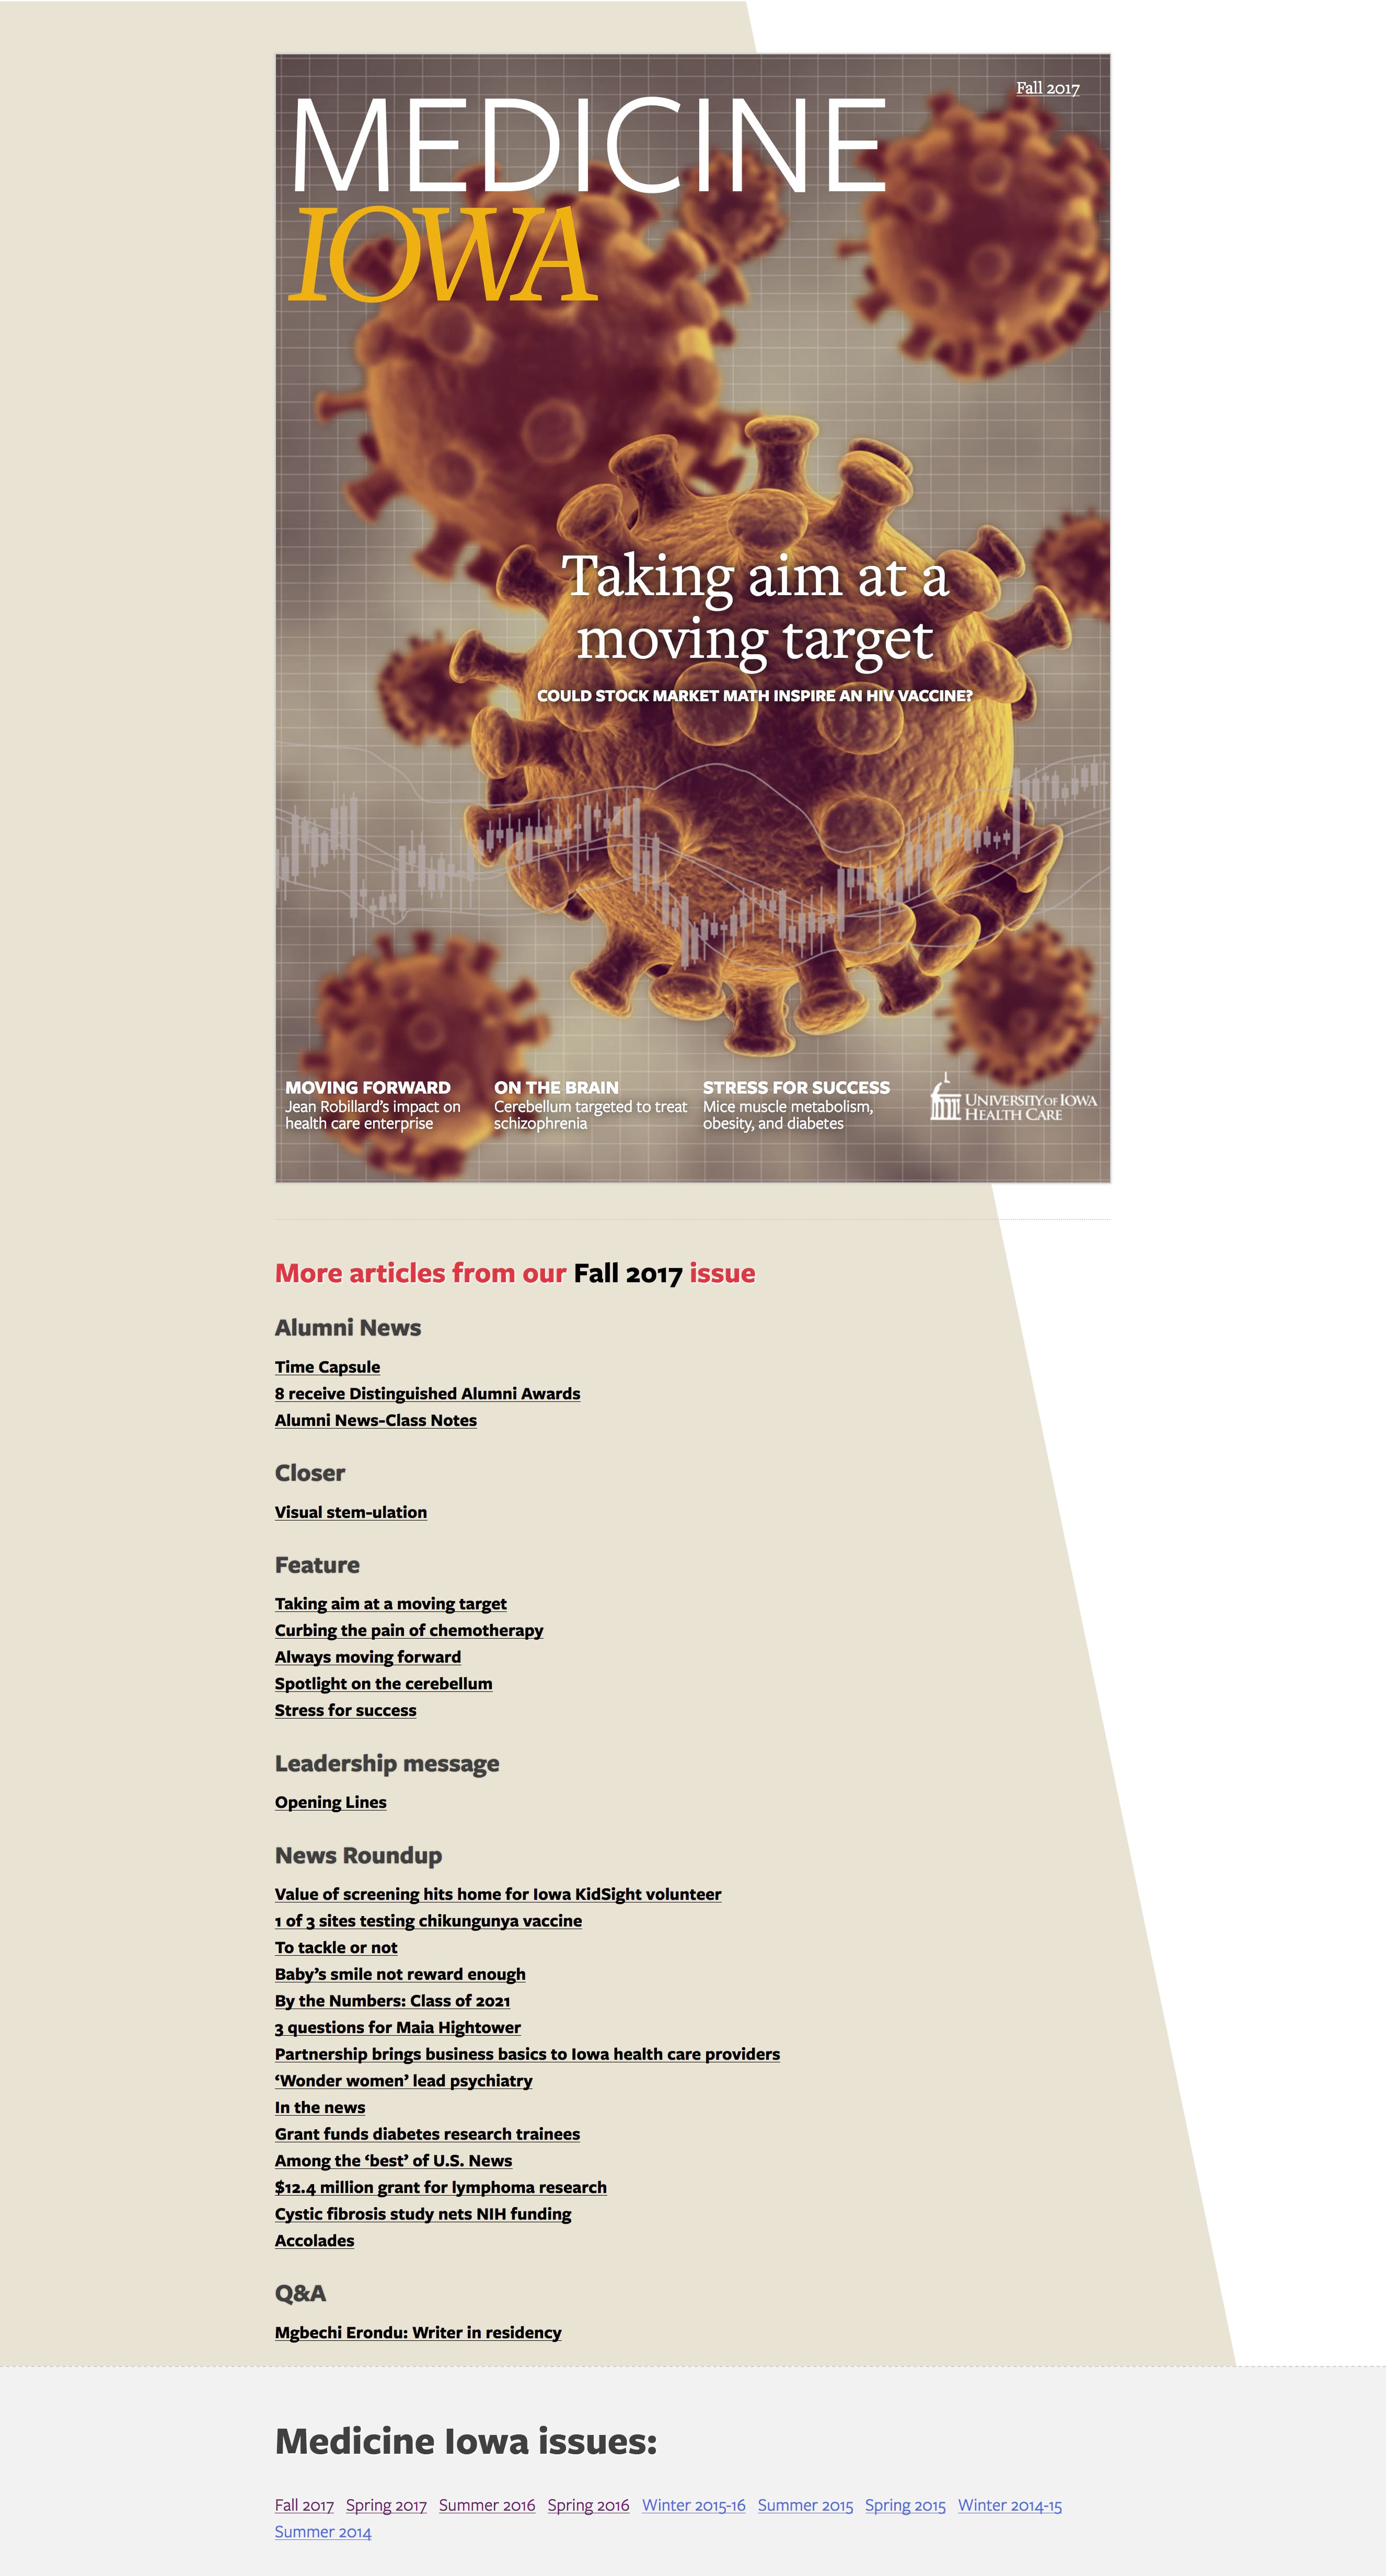 Fall 2017
MEDICINE
IOWA
Taking aim at a
moving target
COULD STOCK MARKET MATH INSPIRE AN HIV VACCINE?
MOVING FORWARD
Jean Robillard's impact on
health care enterprise
ON THE BRAIN
Cerebellum targeted to treat
schizophrenia
STRESS FOR SUCCESS
Mice muscle metabolism,
obesity, and diabetes
UNIVERSITY OF IOWA
HEALTH CARE
More articles from our Fall 2017 issue
Alumni News
Time Capsule
8 receive Distinguished Alumni Awards
Alumni News-Class Notes
Closer
Visual stem-ulation
Feature
Taking aim at a moving target
Curbing the pain of chemotherapy
Always moving forward
Spotlight on the cerebellum
Stress for success
Leadership message
Opening Lines
News Roundup
Value of screening hits home for Iowa KidSight volunteer
1 of 3 sites testing chikungunya vaccine
To tackle or not
Baby's smile not reward enough
By the Numbers: Class of 2021
3 questions for Maia Hightower
Partnership brings business basics to Iowa health care providers
‘Wonder women’ lead psychiatry
In the news
Grant funds diabetes research trainees
Among the ‘best’ of U.S. News
$12.4 million grant for lymphoma research
Cystic fibrosis study nets NIH funding
Accolades
Q&A
Mgbechi Erondu: Writer in residency
Medicine Iowa issues:
Fall 2017 Spring 2017 Summer 2016 Spring 2016 Winter 2015-16 Summer 2015 Spring 2015 Winter 2014-15
Summer 2014